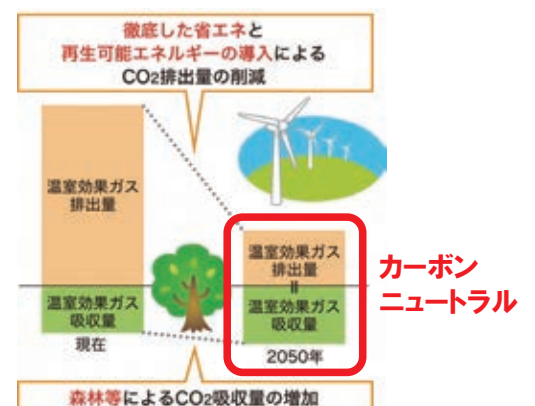 徹底した省エネと
再生可能エネルギーの導入による
CO2排出量の削減
温室効果ガス
排出量
温室効果ガス
吸収量
現在
温室効果ガス
排出量
=
温室効果ガス
吸収量
2050年
カーボン
ニュートラル
森林等によるCO2吸収量の増加